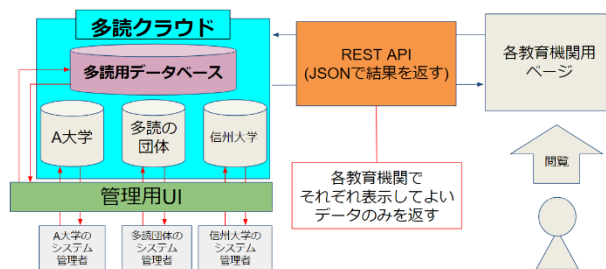 多読クラウド
多読用データベース
A大学
多読の
団体
信州大学
管理用UI
A大学の
システム
管理者
多読団体の
システム
管理者
信州大学の
システム
管理者
REST API
(JSONで結果を返す)
各教育機関で
それぞれ表示してよい
データのみを返す
各教育機関用
ページ
閲覧